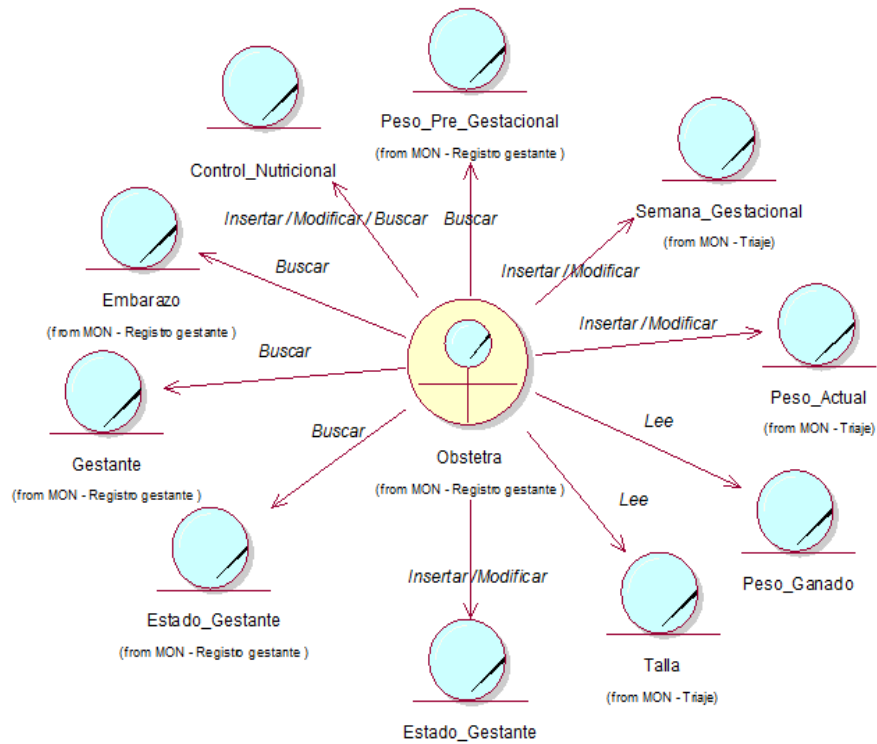 Peso_Pre_Gestacional
(from MON - Registro gestante )
Control_Nutricional
Semana_Gestacional
(from MON - Triaje)
Insertar /Modificar / Buscar
Buscar
Buscar
Insertar /Modificar
Embarazo
(from MON - Registro gestante )
Insertar /Modificar
Buscar
Peso_Actual
(from MON - Triaje)
Lee
Gestante
(from MON - Registro gestante )
Buscar
Obstetra
(from MON - Registro gestante )
Lee
Insertar /Modificar
Peso_Ganado
Estado_Gestante
(from MON - Registro gestante )
Talla
(from MON - Triaje)
Estado_Gestante